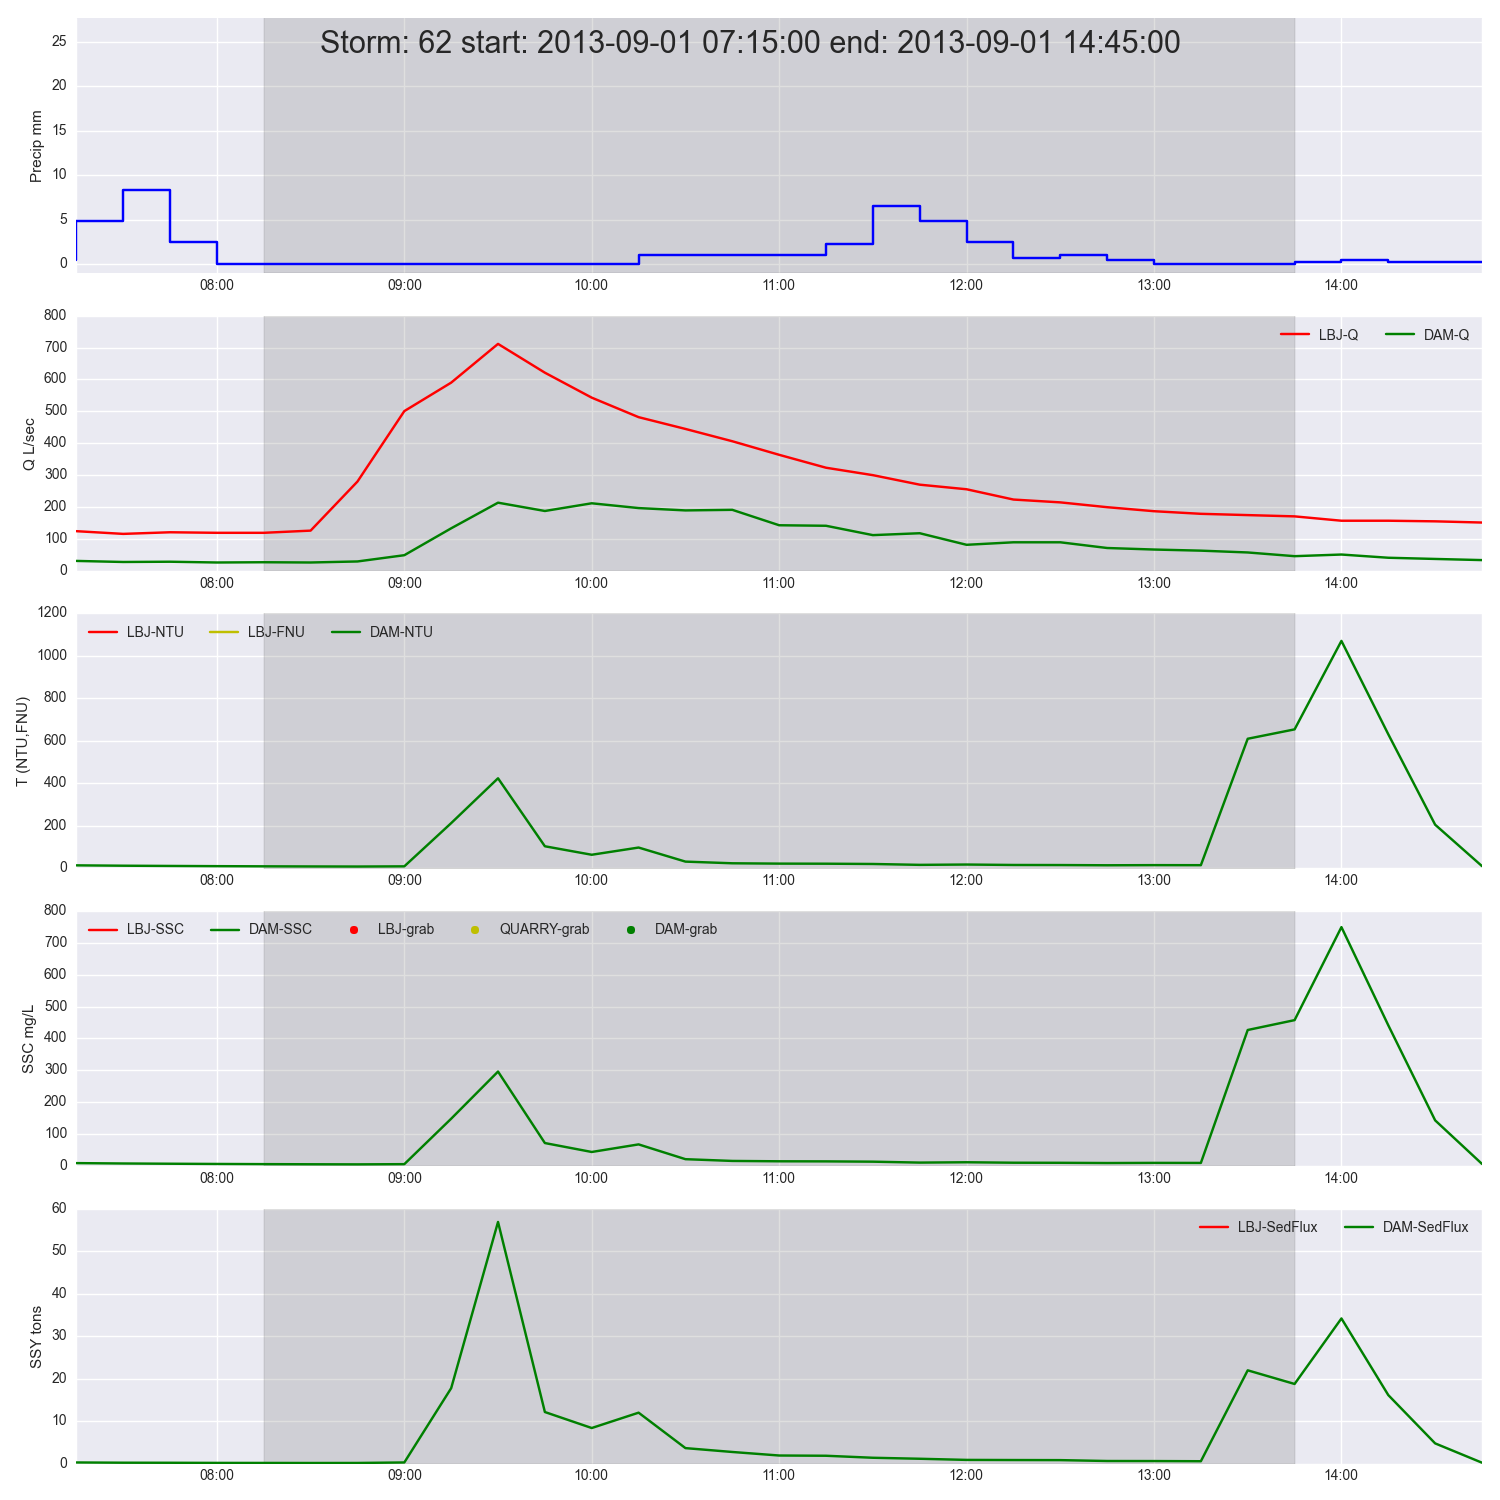 Storm: 62 start: 2013-09-01 07:15:00 end: 2013-09-01 14:45:00
Precip mm
25
20
15
10
5
0
08:00 09:00 10:00 11:00 12:00 13:00 14:00
Q L/sec
800
700
600
500
400
300
200
100
0
LBJ-Q DAM-Q
08:00 09:00 10:00 11:00 12:00 13:00 14:00
T (NTU,FNU)
1200
1000
800
600
400
200
0
LBJ-NTU LBJ-FNU DAM-NTU
08:00 09:00 10:00 11:00 12:00 13:00 14:00
SSC mg/L
800
700
600
500
400
300
200
100
0
LBJ-SSC DAM-SSC LBJ-grab QUARRY-grab DAM-grab
08:00 09:00 10:00 11:00 12:00 13:00 14:00
SSY tons
60
50
40
30
20
10
0
LBJ-SedFlux DAM-SedFlux
08:00 09:00 10:00 11:00 12:00 13:00 14:00